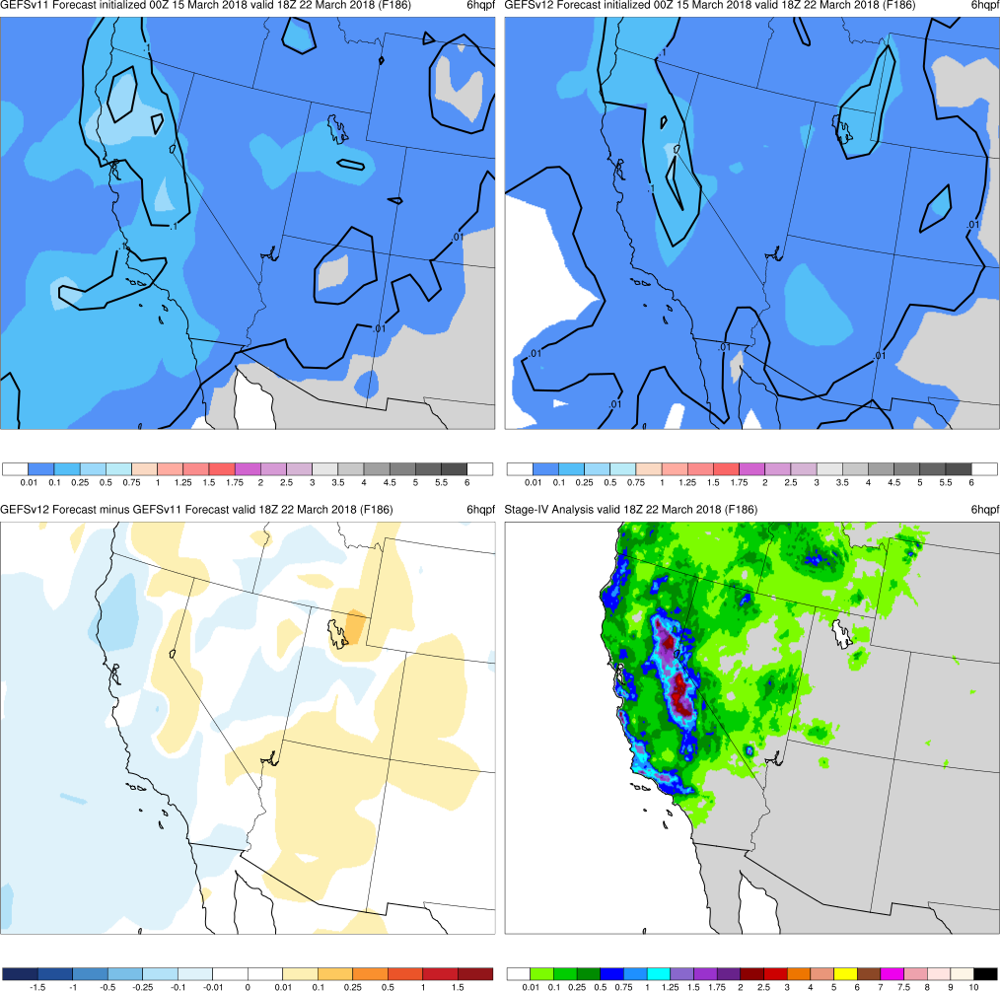 GEFSv11 Forecast initialized 00Z 15 March 2018 valid 18Z 22 March 2018 (F186) 6hqpf
GEFSv12 Forecast initialized 00Z 15 March 2018 valid 18Z 22 March 2018 (F186) 6hqpf
.1
.1
.1
.01
.01
.1
.1
.01
.01
.01
.01
.01
0.01 0.1 0.25 0.5 0.75 1 1.25 1.5 1.75 2 2.5 3 3.5 4 4.5 5 5.5 6
0.01 0.1 0.25 0.5 0.75 1 1.25 1.5 1.75 2 2.5 3 3.5 4 4.5 5 5.5 6
GEFSv12 Forecast minus GEFSv11 Forecast valid 18Z 22 March 2018 (F186) 6hqpf
Stage-IV Analysis valid 18Z 22 March 2018 (F186) 6hqpf
-1.5 -1 -0.5 -0.25 -0.1 -0.01 0 0.01 0.1 0.25 0.5 1 1.5
0.01 0.10 0.25 0.5 0.75 1 1.25 1.5 1.75 2 2.5 3 4 5 6 7 7.5 8 9 10